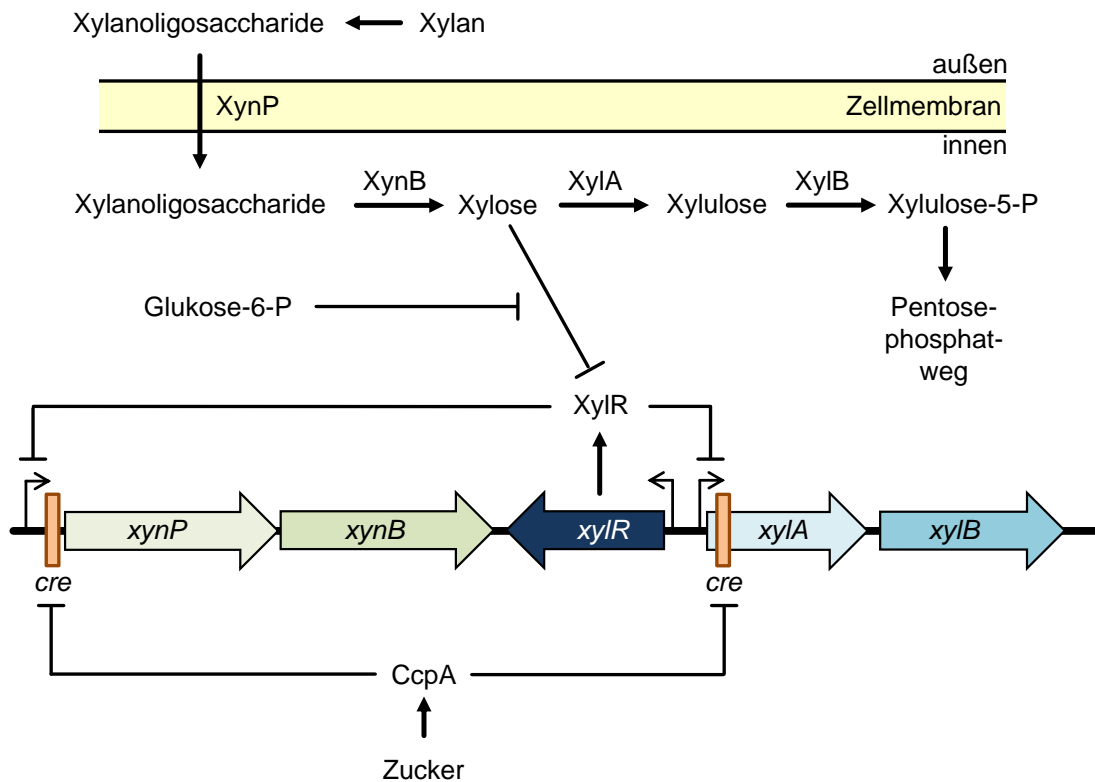 Xylanoligosaccharide Xylan
außen
XynP Zellmembran
innen
XynB XylA XylB
Xylanoligosaccharide Xylose Xylulose Xylulose-5-P
Glukose-6-P
Pentose-
phosphat-
weg
XylR
xynP xynB xylR xylA xylB
cre cre
CcpA
Zucker